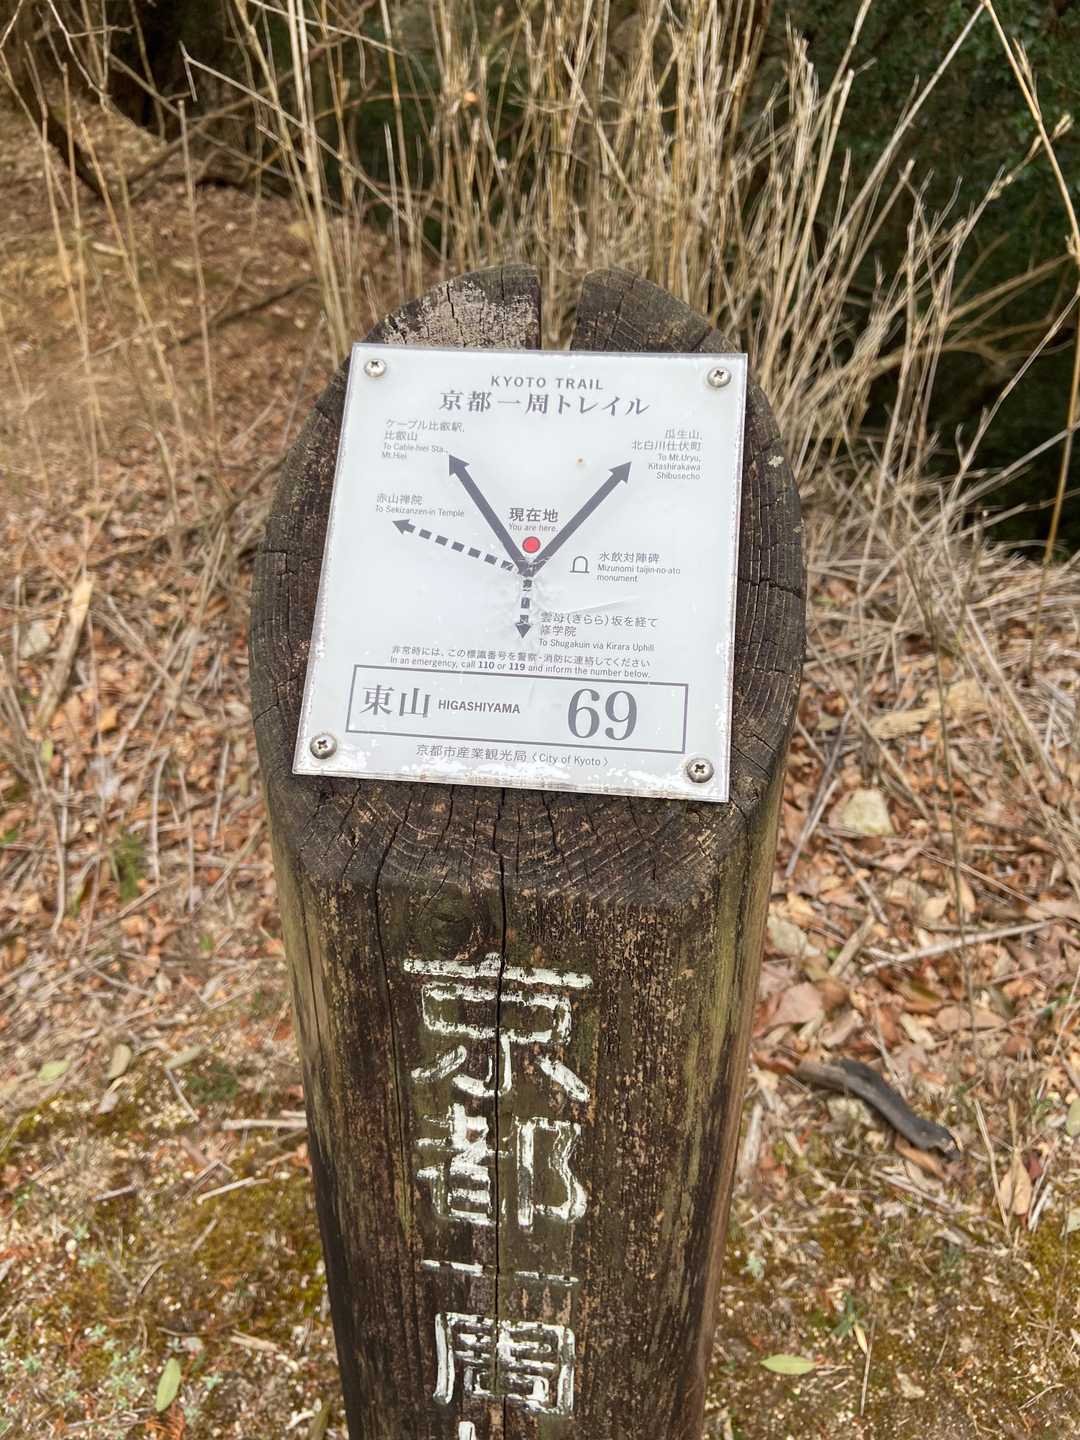 KYOTO TRAIL
京都一周トレイル
ケーブル比叡駅,
比叡山
To Cable-hiei Sta.,
Mt.Hiei
瓜生山,
北白川仕伏町
To Mt.Uryu,
Kitashirakawa
Shibusecho
赤山禅院
To Sekizanzen-in Temple
現在地
You are here.
水飲対陣碑
Mizunomi taijin-no-ato
monument
雲母(きらら)坂を経て
修学院
To Shugakuin via Kirara Uphill
非常時には、この標識番号を警察・消防に連絡してください
In an emergency, call 110 or 119 and inform the number below.
東山 HIGASHIYAMA 69
京都市産業観光局〈City of Kyoto〉
京都一周